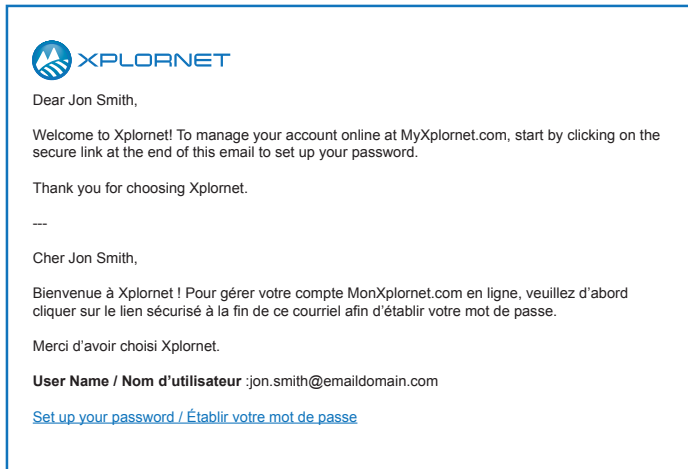 XPLORNET
Dear Jon Smith,
Welcome to Xplornet! To manage your account online at MyXplornet.com, start by clicking on the
secure link at the end of this email to set up your password.
Thank you for choosing Xplornet.
---
Cher Jon Smith,
Bienvenue à Xplornet ! Pour gérer votre compte MonXplornet.com en ligne, veuillez d’abord
cliquer sur le lien sécurisé à la fin de ce courriel afin d’établir votre mot de passe.
Merci d’avoir choisi Xplornet.
User Name / Nom d’utilisateur :jon.smith@emaildomain.com
Set up your password / Établir votre mot de passe